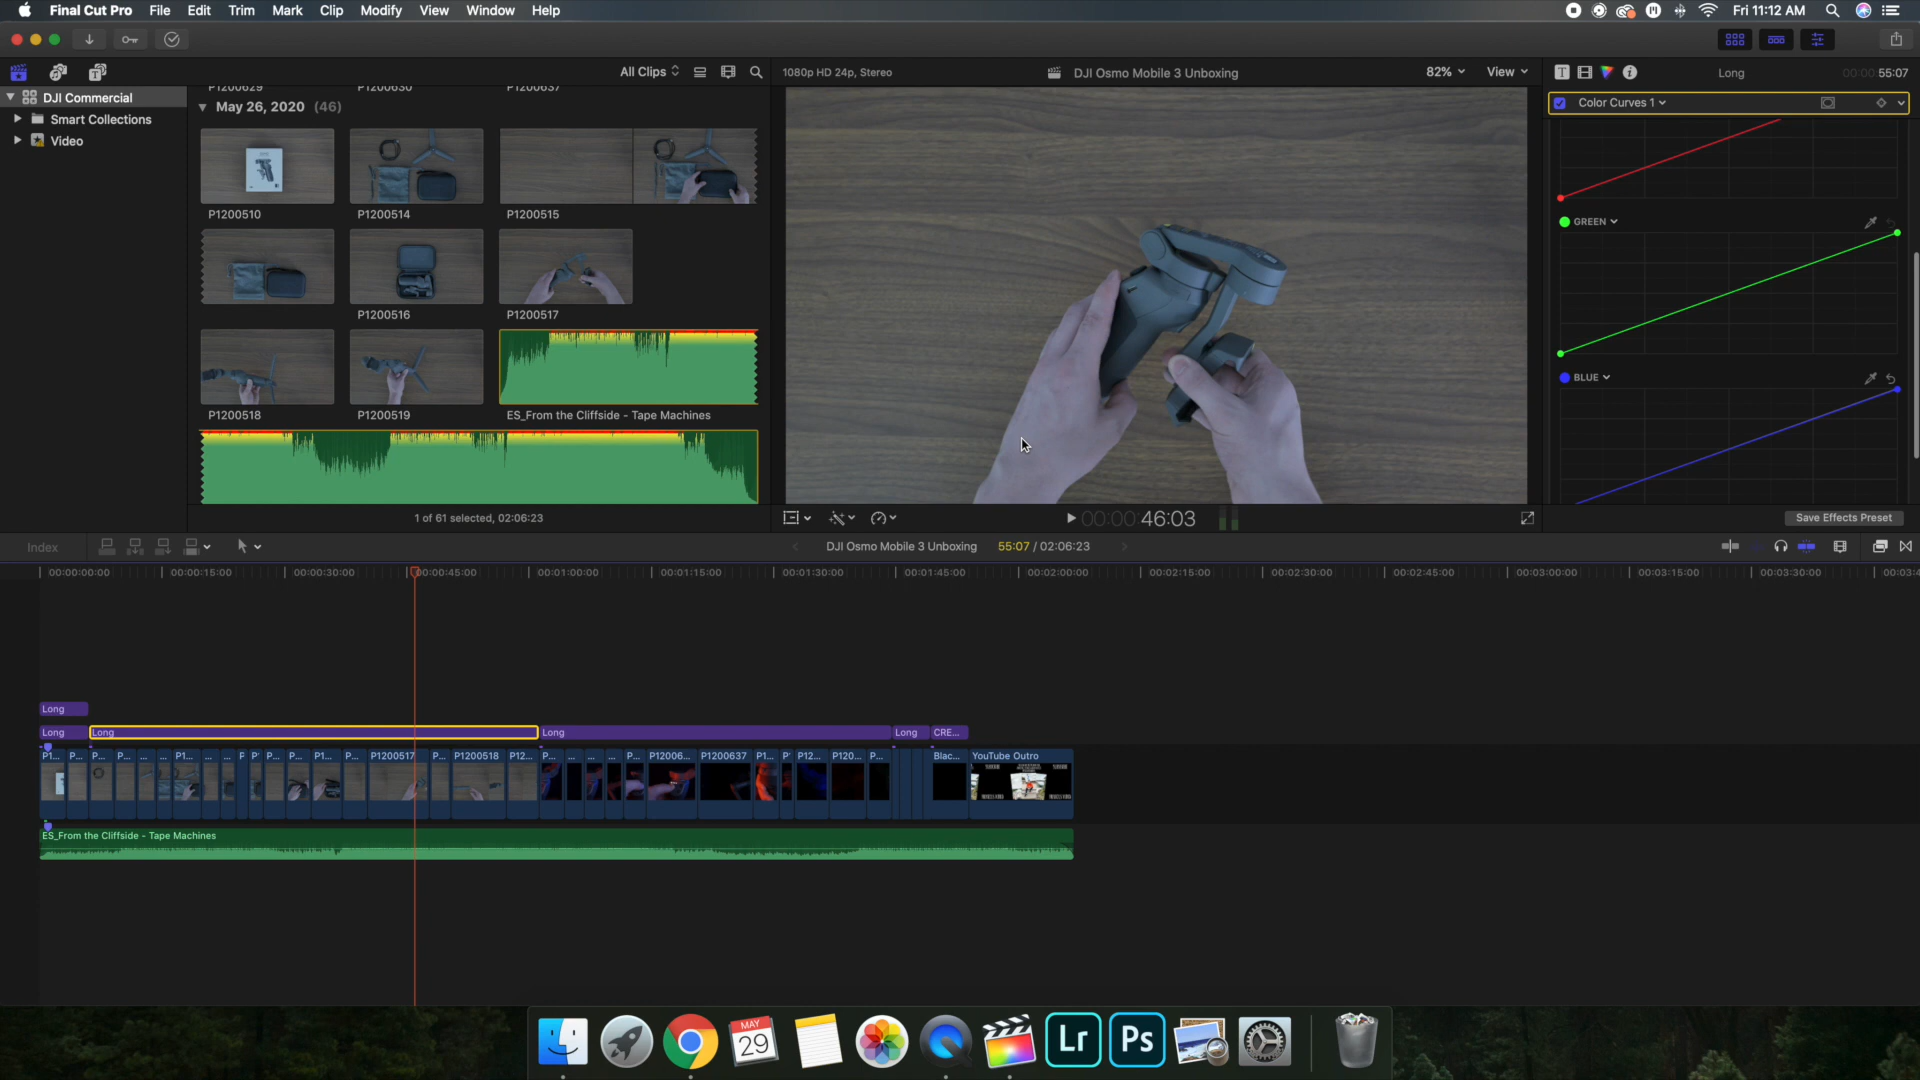 Final Cut Pro File Edit Trim Mark Clip Modify View Window Help
Fri 11:12 AM
All Clips
1080p HD 24p, Stereo
DJI Osmo Mobile 3 Unboxing
82%
View
Long
00:00:55:07
DJI Commercial
Smart Collections
Video
P1200629 P1200630 P1200637
May 26, 2020 (46)
P1200510 P1200514 P1200515
P1200516 P1200517
P1200518 P1200519 ES_From the Cliffside - Tape Machines
1 of 61 selected, 02:06:23
Color Curves 1
GREEN
BLUE
Save Effects Preset
00:00:46:03
Index
DJI Osmo Mobile 3 Unboxing 55:07 / 02:06:23
00:00:00:00 00:00:15:00 00:00:30:00 00:00:45:00 00:01:00:00 00:01:15:00 00:01:30:00 00:01:45:00 00:02:00:00 00:02:15:00 00:02:30:00 00:02:45:00 00:03:00:00 00:03:15:00 00:03:30:00 00:03:4
Long
Long Long Long Long CRE...
P1... P... P... P... ... ... P1... ... ... P P' P... P... P1... P... P1200517 P... P1200518 P12... P... ... ... ... P... P12006... P1200637 P1... P' P12... P120... P... Blac... YouTube Outro
ES_From the Cliffside - Tape Machines
MAY
29
Lr
Ps